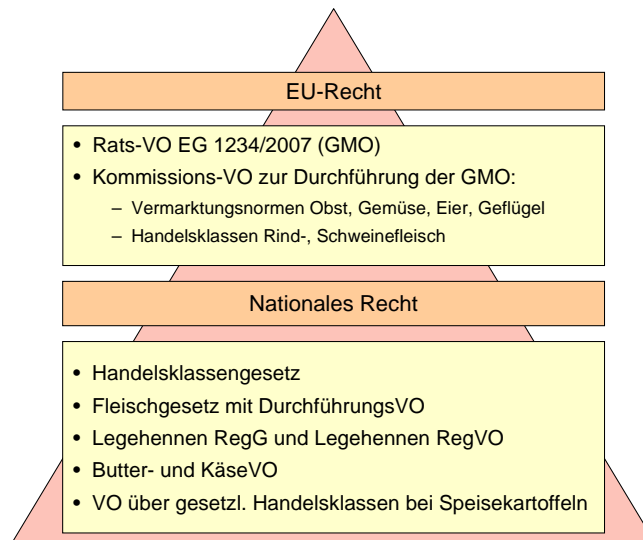 EU-Recht
• Rats-VO EG 1234/2007 (GMO)
• Kommissions-VO zur Durchführung der GMO:
– Vermarktungsnormen Obst, Gemüse, Eier, Geflügel
– Handelsklassen Rind-, Schweinefleisch
Nationales Recht
• Handelsklassengesetz
• Fleischgesetz mit DurchführungsVO
• Legehennen RegG und Legehennen RegVO
• Butter- und KäseVO
• VO über gesetzl. Handelsklassen bei Speisekartoffeln